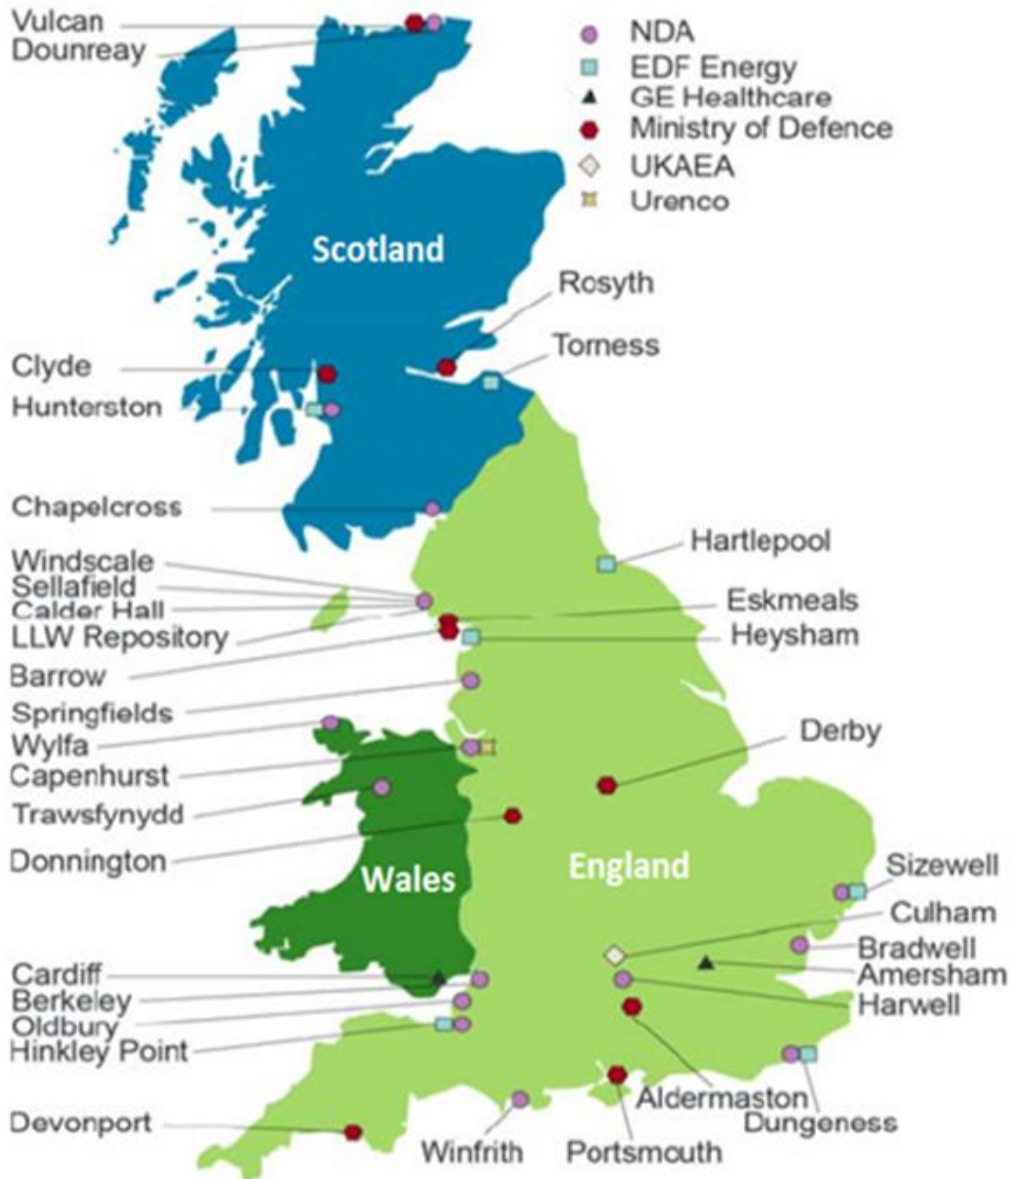 Vulcan
Dounreay
NDA
EDF Energy
GE Healthcare
Ministry of Defence
UKAEA
Urenco
Scotland
Rosyth
Torness
Clyde
Hunterston
Chapelcross
Hartlepool
Windscale
Sellafield
Calder Hall
LLW Repository
Eskmeals
Heysham
Barrow
Springfields
Wylfa
Capenhurst
Derby
Trawsfynydd
Donnington
Wales
England
Sizewell
Culham
Bradwell
Amersham
Harwell
Cardiff
Berkeley
Oldbury
Hinkley Point
Aldermaston
Dungeness
Devonport
Winfrith
Portsmouth